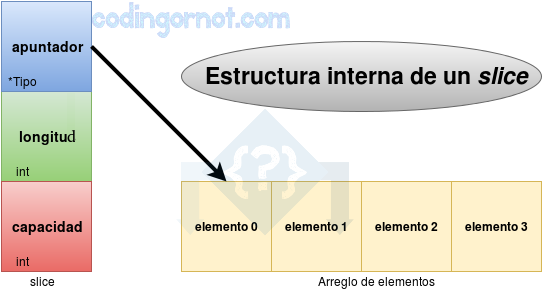 codingornot.com
apuntador
*Tipo
Estructura interna de un slice
longitud
int
capacidad
int
elemento 0
elemento 1
elemento 2
elemento 3
slice
Arreglo de elementos
{?}